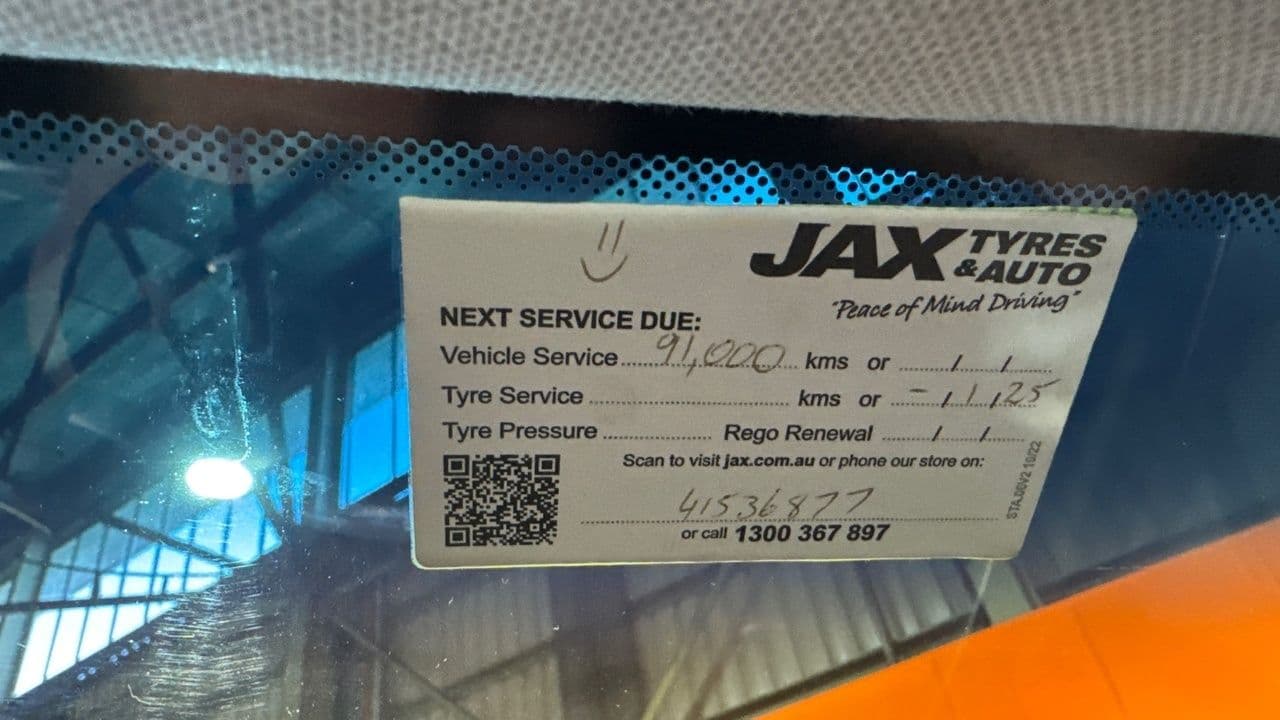 JAX TYRES
& AUTO
"Peace of Mind Driving"
NEXT SERVICE DUE:
Vehicle Service ..... 91,000 ..... kms or ....... / ....... / .......
Tyre Service ........................ kms or - / 1 / 25
Tyre Pressure ................ Rego Renewal ....... / ....... / .......
Scan to visit jax.com.au or phone our store on:
41536877
or call 1300 367 897
STAJ08V2 10/22